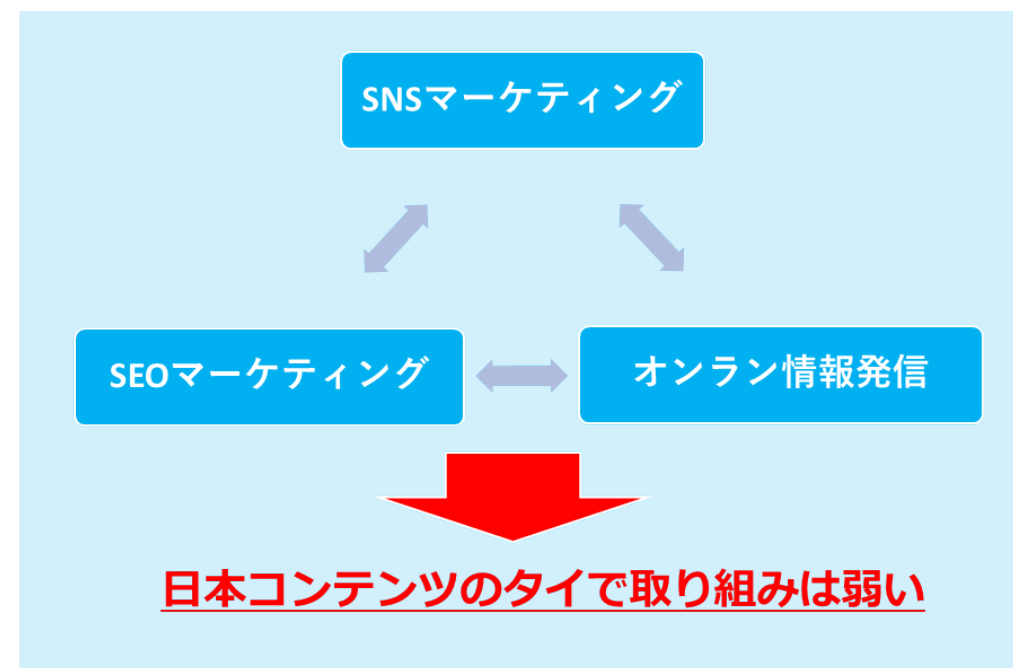 SNSマーケティング
SEOマーケティング
オンラン情報発信
日本コンテンツのタイで取り組みは弱い